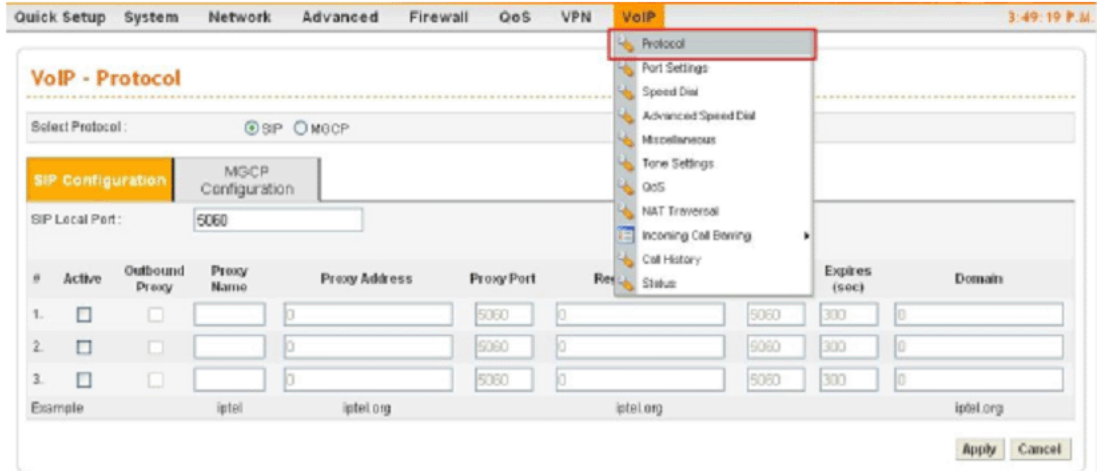 Quick Setup System Network Advanced Firewall QoS VPN VoIP 3:49:19 P.M.
Protocol
Port Settings
Speed Dial
Advanced Speed Dial
Miscellaneous
Tone Settings
QoS
NAT Traversal
Incoming Call Barring
Call History
Status
VoIP - Protocol
Select Protocol : SIP MGCP
SIP Configuration MGCP Configuration
SIP Local Port : 5060
# Active Outbound Proxy Proxy Name Proxy Address Proxy Port Expires (sec) Domain
1. 0 5060 0 5060 300 0
2. 0 5060 0 5060 300 0
3. 0 5060 0 5060 300 0
Example iptel iptel.org iptel.org iptel.org
Apply Cancel